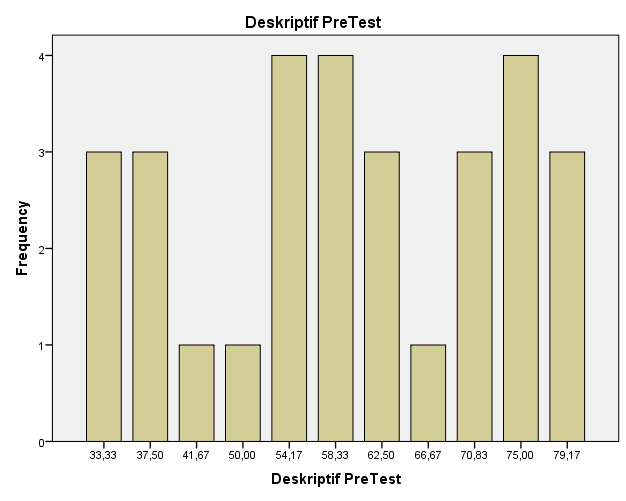 Deskriptif PreTest
Frequency
4
3
2
1
0
33,33 37,50 41,67 50,00 54,17 58,33 62,50 66,67 70,83 75,00 79,17
Deskriptif PreTest